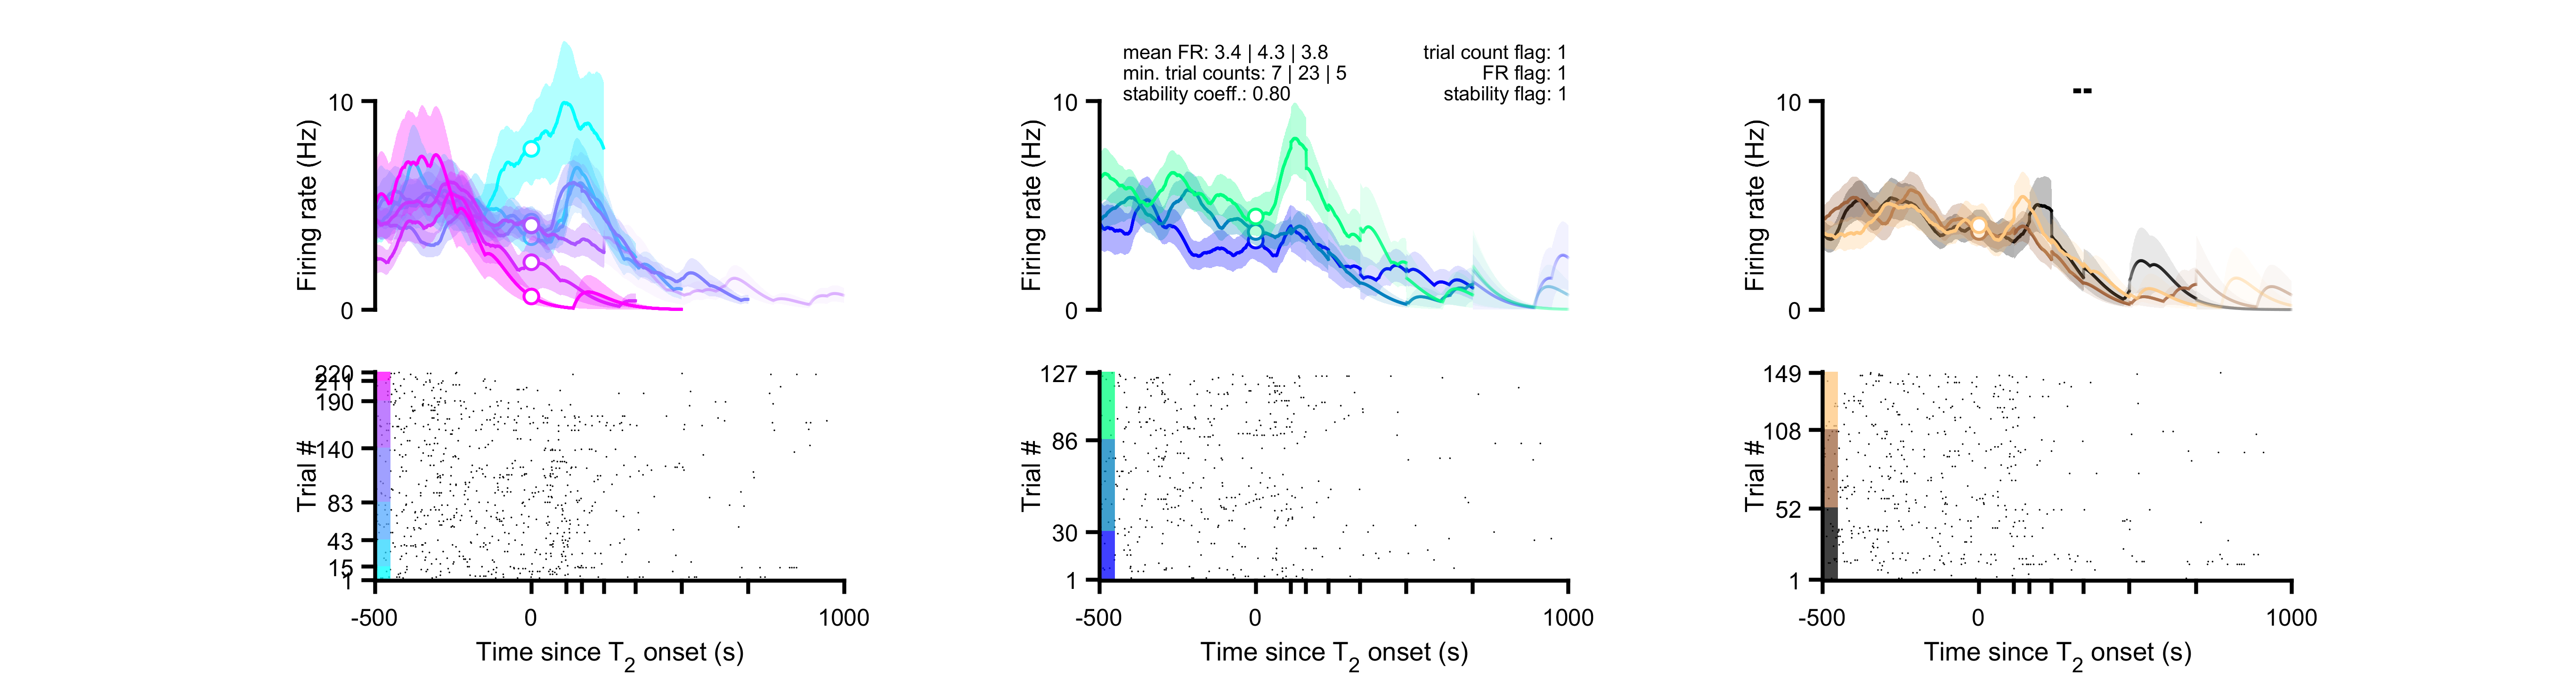 mean FR: 3.4 | 4.3 | 3.8
min. trial counts: 7 | 23 | 5
stability coeff.: 0.80
trial count flag: 1
FR flag: 1
stability flag: 1
Firing rate (Hz)
10
0
Firing rate (Hz)
10
0
--
Firing rate (Hz)
10
0
Trial #
220
211
190
140
83
43
15
1
-500
0
1000
Time since T2 onset (s)
Trial #
127
86
30
1
-500
0
1000
Time since T2 onset (s)
Trial #
149
108
52
1
-500
0
1000
Time since T2 onset (s)